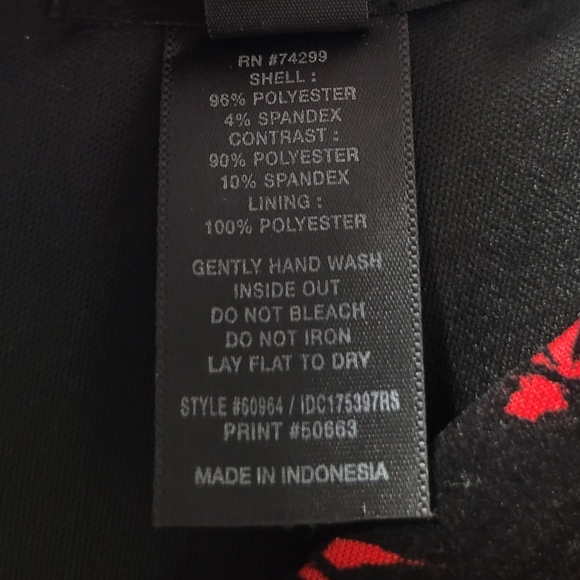 RN #74299
SHELL :
96% POLYESTER
4% SPANDEX
CONTRAST :
90% POLYESTER
10% SPANDEX
LINING :
100% POLYESTER
GENTLY HAND WASH
INSIDE OUT
DO NOT BLEACH
DO NOT IRON
LAY FLAT TO DRY
STYLE #60964 / IDC175397RS
PRINT #50663
MADE IN INDONESIA